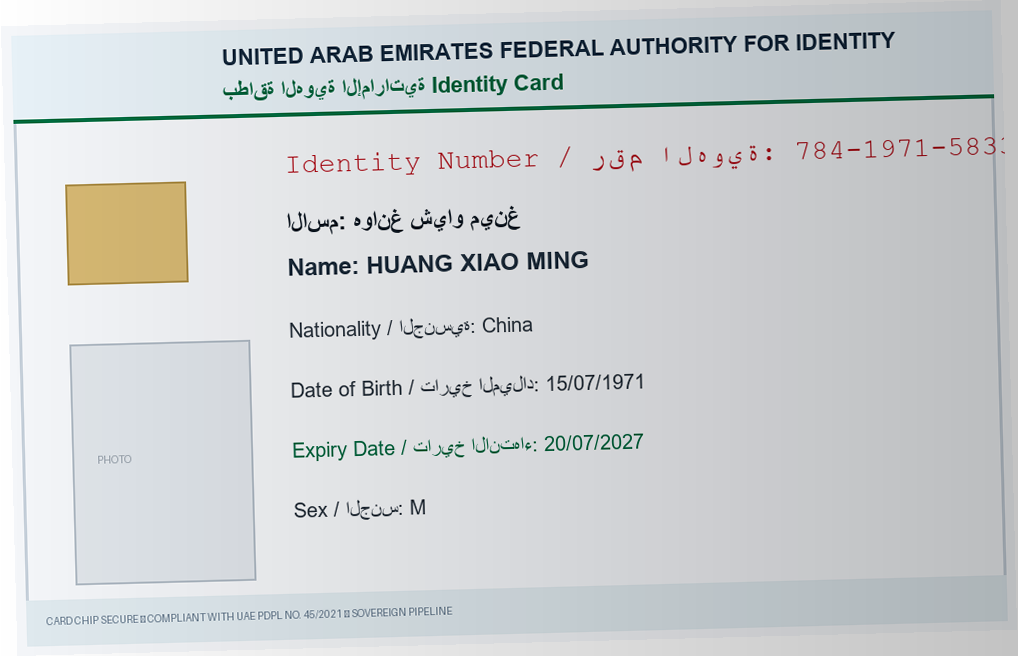 UNITED ARAB EMIRATES FEDERAL AUTHORITY FOR IDENTITY
بطاقة الهوية الإماراتية Identity Card
Identity Number / رقم الهوية: 784-1971-583
الاسم: هوانغ شياو مينغ
Name: HUANG XIAO MING
Nationality / الجنسية: China
Date of Birth / تاريخ الميلاد: 15/07/1971
Expiry Date / تاريخ الانتهاء: 20/07/2027
Sex / الجنس: M
PHOTO
CARD CHIP SECURE COMPLIANT WITH UAE PDPL NO. 45/2021 SOVEREIGN PIPELINE